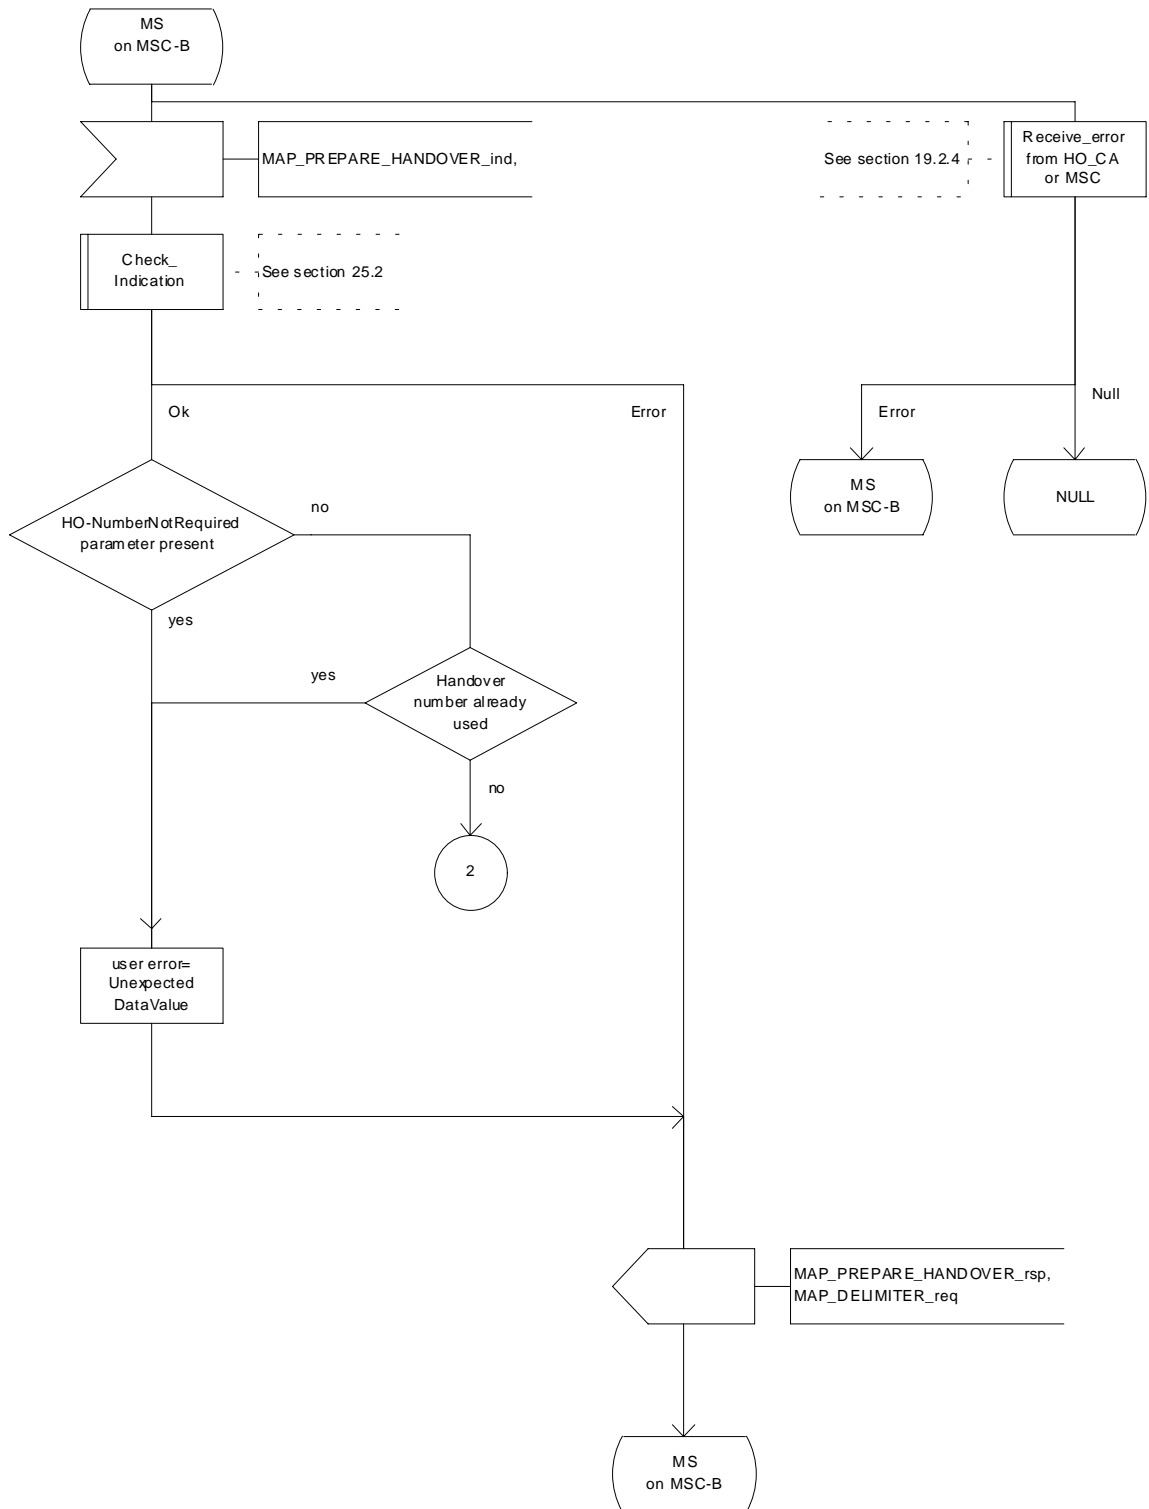 MS
on MSC-B
MAP_PREPARE_HANDOVER_ind,
See section 19.2.4
Receive_error
from HO_CA
or MSC
Check_
Indication
See section 25.2
Ok
Error
Error
Null
MS
on MSC-B
NULL
HO-NumberNotRequired
parameter present
no
yes
yes
Handover
number already
used
no
2
user error=
Unexpected
DataValue
MAP_PREPARE_HANDOVER_rsp,
MAP_DELIMITER_req
MS
on MSC-B